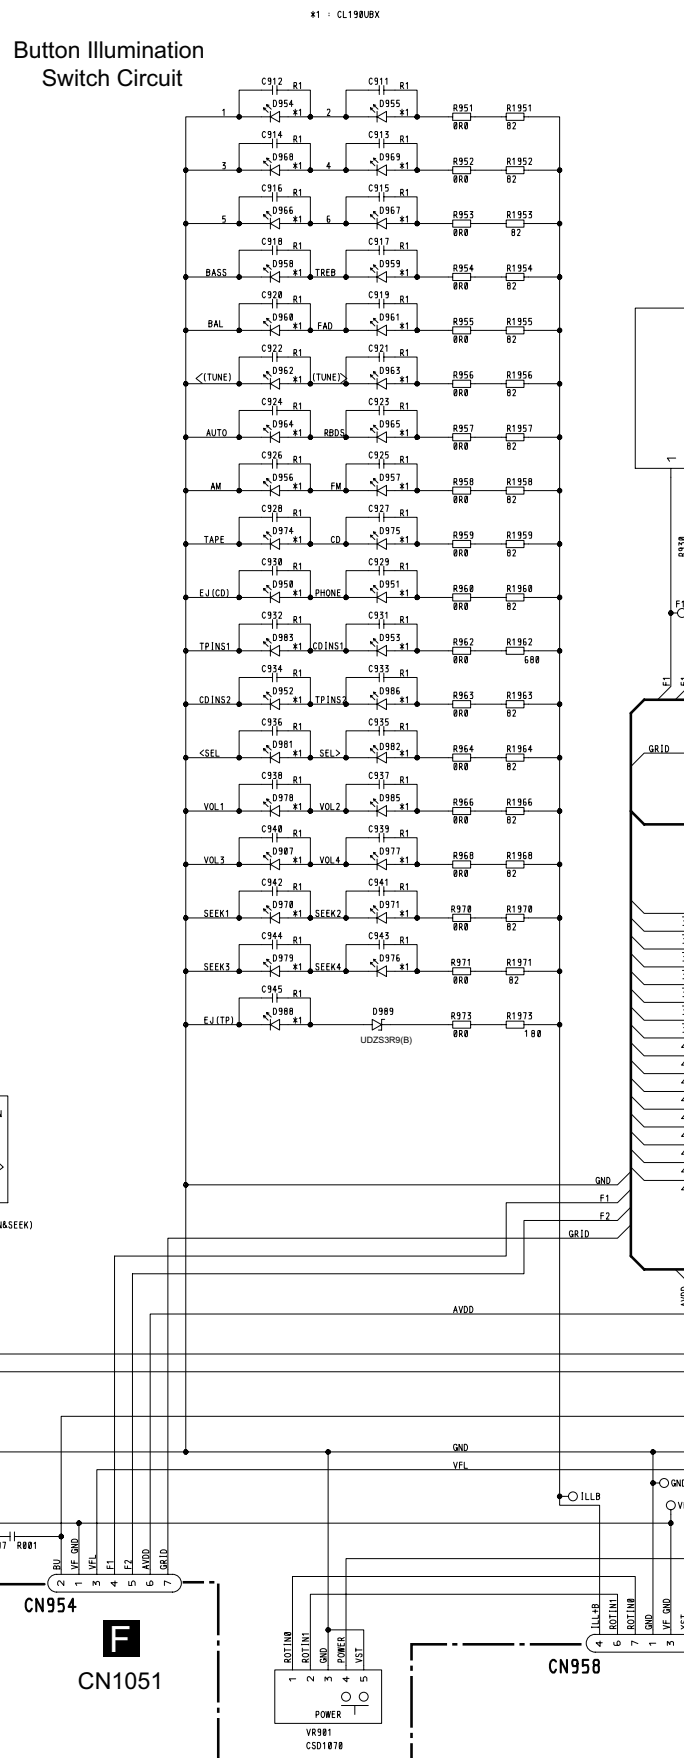 *1 : CL190UBX
Button Illumination
Switch Circuit
C912 R1 C911 R1
1 D954 *1 2 D955 *1 R951 0R0 R1951 82
C914 R1 C913 R1
3 D968 *1 4 D969 *1 R952 0R0 R1952 82
C916 R1 C915 R1
5 D966 *1 6 D967 *1 R953 0R0 R1953 82
C918 R1 C917 R1
BASS D958 *1 TREB D959 *1 R954 0R0 R1954 82
C920 R1 C919 R1
BAL D960 *1 FAD D961 *1 R955 0R0 R1955 82
C922 R1 C921 R1
<(TUNE) D962 *1 (TUNE)> D963 *1 R956 0R0 R1956 82
C924 R1 C923 R1
AUTO D964 *1 RBDS D965 *1 R957 0R0 R1957 82
C926 R1 C925 R1
AM D956 *1 FM D957 *1 R958 0R0 R1958 82
C928 R1 C927 R1
TAPE D974 *1 CD D975 *1 R959 0R0 R1959 82
C930 R1 C929 R1
EJ(CD) D950 *1 PHONE D951 *1 R960 0R0 R1960 82
C932 R1 C931 R1
TPINS1 D983 *1 CDINS1 D953 *1 R962 0R0 R1962 680
C934 R1 C933 R1
CDINS2 D952 *1 TPINS2 D986 *1 R963 0R0 R1963 82
C936 R1 C935 R1
<SEL D981 *1 SEL> D982 *1 R964 0R0 R1964 82
C938 R1 C937 R1
VOL1 D978 *1 VOL2 D985 *1 R966 0R0 R1966 82
C940 R1 C939 R1
VOL3 D907 *1 VOL4 D977 *1 R968 0R0 R1968 82
C942 R1 C941 R1
SEEK1 D970 *1 SEEK2 D971 *1 R970 0R0 R1970 82
C944 R1 C943 R1
SEEK3 D979 *1 SEEK4 D976 *1 R971 0R0 R1971 82
C945 R1
EJ(TP) D988 *1 D989 R973 0R0 R1973 180
UDZS3R9(B)
1
R930
F1
F1
GRID
&SEEK)
GND
F1
F2
GRID
AVDD
AVDD
GND
VFL
ILLB
GND
R001
BU VF GND VFL F1 F2 AVDD GRID
2 1 3 4 5 6 7
CN954
F
CN1051
ROTIN0 ROTIN1 GND POWER VST
1 2 3 4 5
POWER
VR901
CSD1070
ILL+B ROTIN1 ROTIN0 GND VF GND VST
4 6 7 1 3
CN958